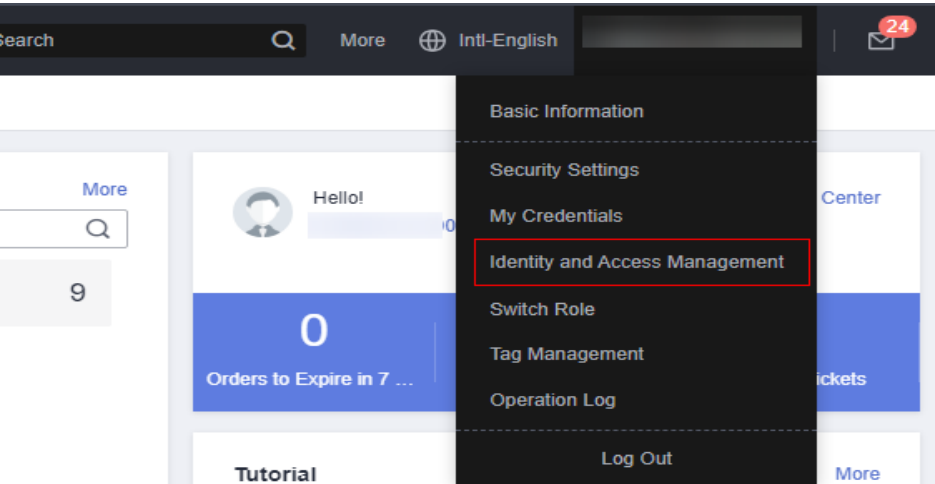 Search More Intl-English 24
Basic Information
Security Settings
My Credentials
Identity and Access Management
Switch Role
Tag Management
Operation Log
Log Out
More
9
Hello!
Center
0
Orders to Expire in 7 ...
Tutorial
More